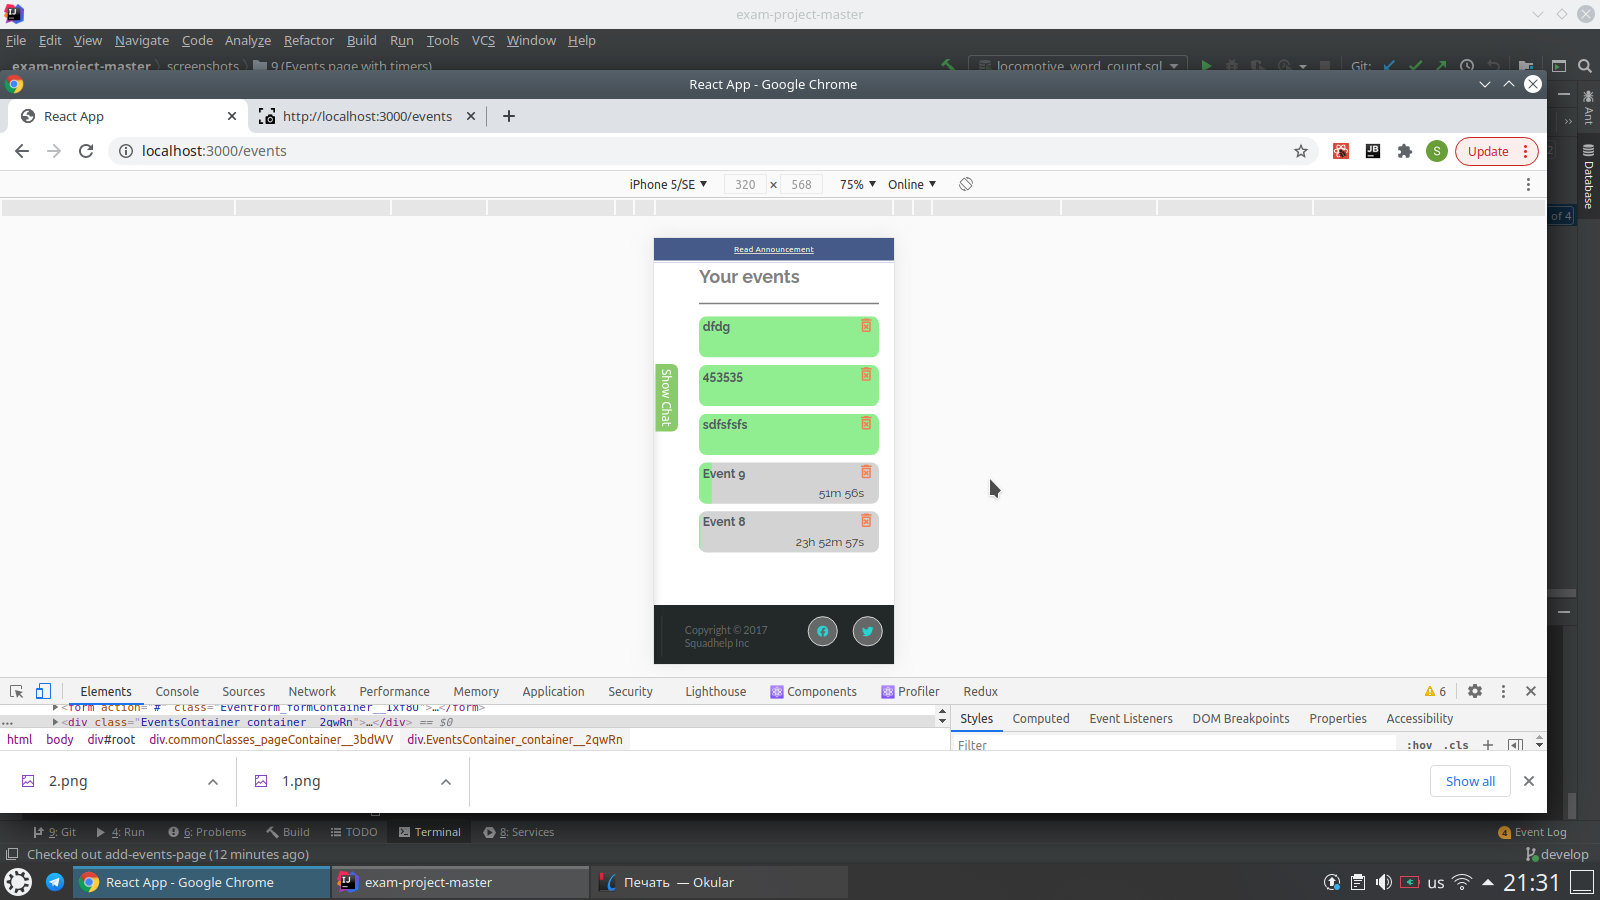 exam-project-master
File Edit View Navigate Code Analyze Refactor Build Run Tools VCS Window Help
exam-project-master screenshots 9 (Events page with timers) locomotive_word_count.sql Git:
React App - Google Chrome
React App http://localhost:3000/events
localhost:3000/events S Update
iPhone 5/SE 320 × 568 75% Online
Ant
Database
of 4
Read Announcement
Your events
dfdg
453535
Show Chat
sdfsfsfs
Event 9
51m 56s
Event 8
23h 52m 57s
Copyright © 2017
Squadhelp Inc
Elements Console Sources Network Performance Memory Application Security Lighthouse Components Profiler Redux 6
<form action="#" class="EventForm_formContainer__1Xf8U">…</form>
… <div class="EventsContainer_container__2qwRn">…</div> == $0
Styles Computed Event Listeners DOM Breakpoints Properties Accessibility
html body div#root div.commonClasses_pageContainer__3bdWV div.EventsContainer_container__2qwRn
Filter :hov .cls
2.png 1.png Show all
9: Git 4: Run 6: Problems Build TODO Terminal 8: Services 4 Event Log
Checked out add-events-page (12 minutes ago) develop
React App - Google Chrome exam-project-master Печать — Okular us 21:31